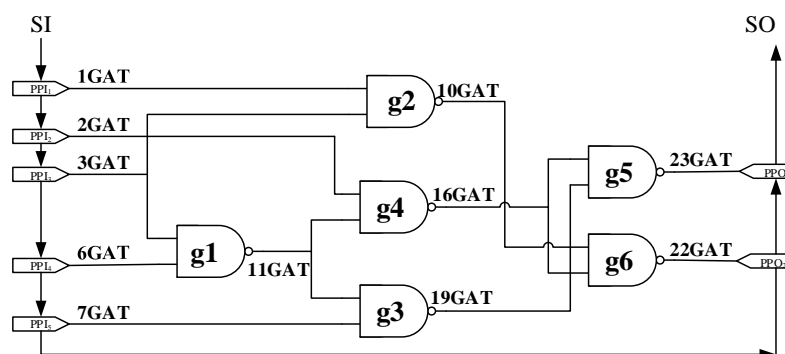 SI
SO
1GAT
PPI₁
g2
10GAT
2GAT
PPI₂
3GAT
PPI₃
g5
23GAT
PPO
g4
16GAT
g1
11GAT
6GAT
PPI₄
g6
22GAT
PPO
19GAT
7GAT
PPI₅
g3